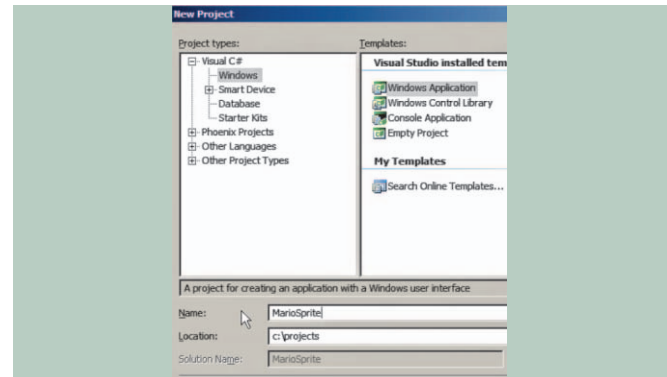 New Project
Project types:
Templates:
Visual C#
Windows
Smart Device
Database
Starter Kits
Phoenix Projects
Other Languages
Other Project Types
Visual Studio installed tem
Windows Application
Windows Control Library
Console Application
Empty Project
My Templates
Search Online Templates...
A project for creating an application with a Windows user interface
Name:
MarioSprite
Location:
c:\projects
Solution Name:
MarioSprite